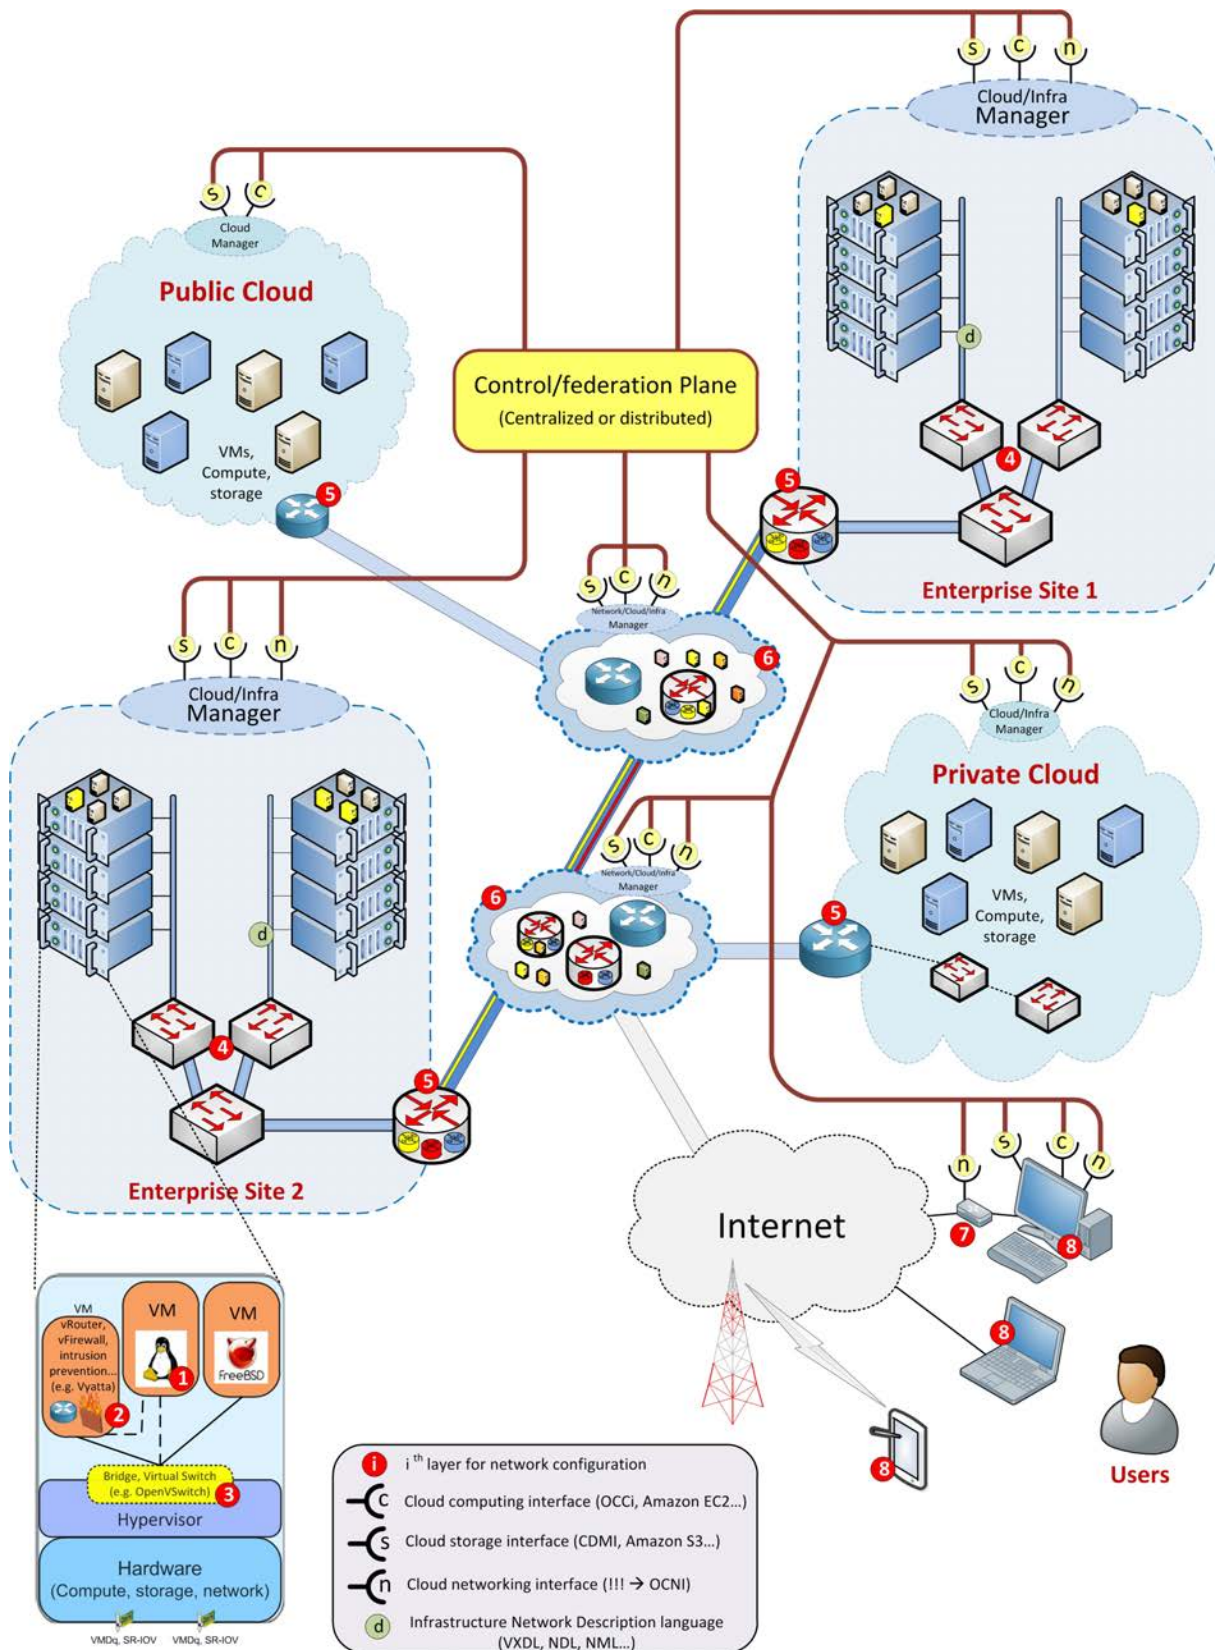 s
c
n
Cloud/Infra
Manager
s
c
Cloud
Manager
Public Cloud
VMs,
Compute,
storage
5
Control/federation Plane
(Centralized or distributed)
d
4
5
Enterprise Site 1
s
c
n
Network/Cloud/Infra
Manager
6
s
c
n
Cloud/Infra
Manager
s
c
n
Cloud/Infra
Manager
Private Cloud
VMs,
Compute,
storage
5
s
c
n
Network/Cloud/Infra
Manager
6
d
4
5
Enterprise Site 2
n
s
c
n
7
8
Internet
8
8
Users
VM
vRouter,
vFirewall,
intrusion
prevention...
(e.g. Vyatta)
2
VM
1
VM
FreeBSD
Bridge, Virtual Switch
(e.g. OpenVSwitch)
3
Hypervisor
Hardware
(Compute, storage, network)
VMDq, SR-IOV
VMDq, SR-IOV
i i th layer for network configuration
c Cloud computing interface (OCCi, Amazon EC2...)
s Cloud storage interface (CDMI, Amazon S3...)
n Cloud networking interface (!!! → OCNI)
d Infrastructure Network Description language
(VXDL, NDL, NML...)